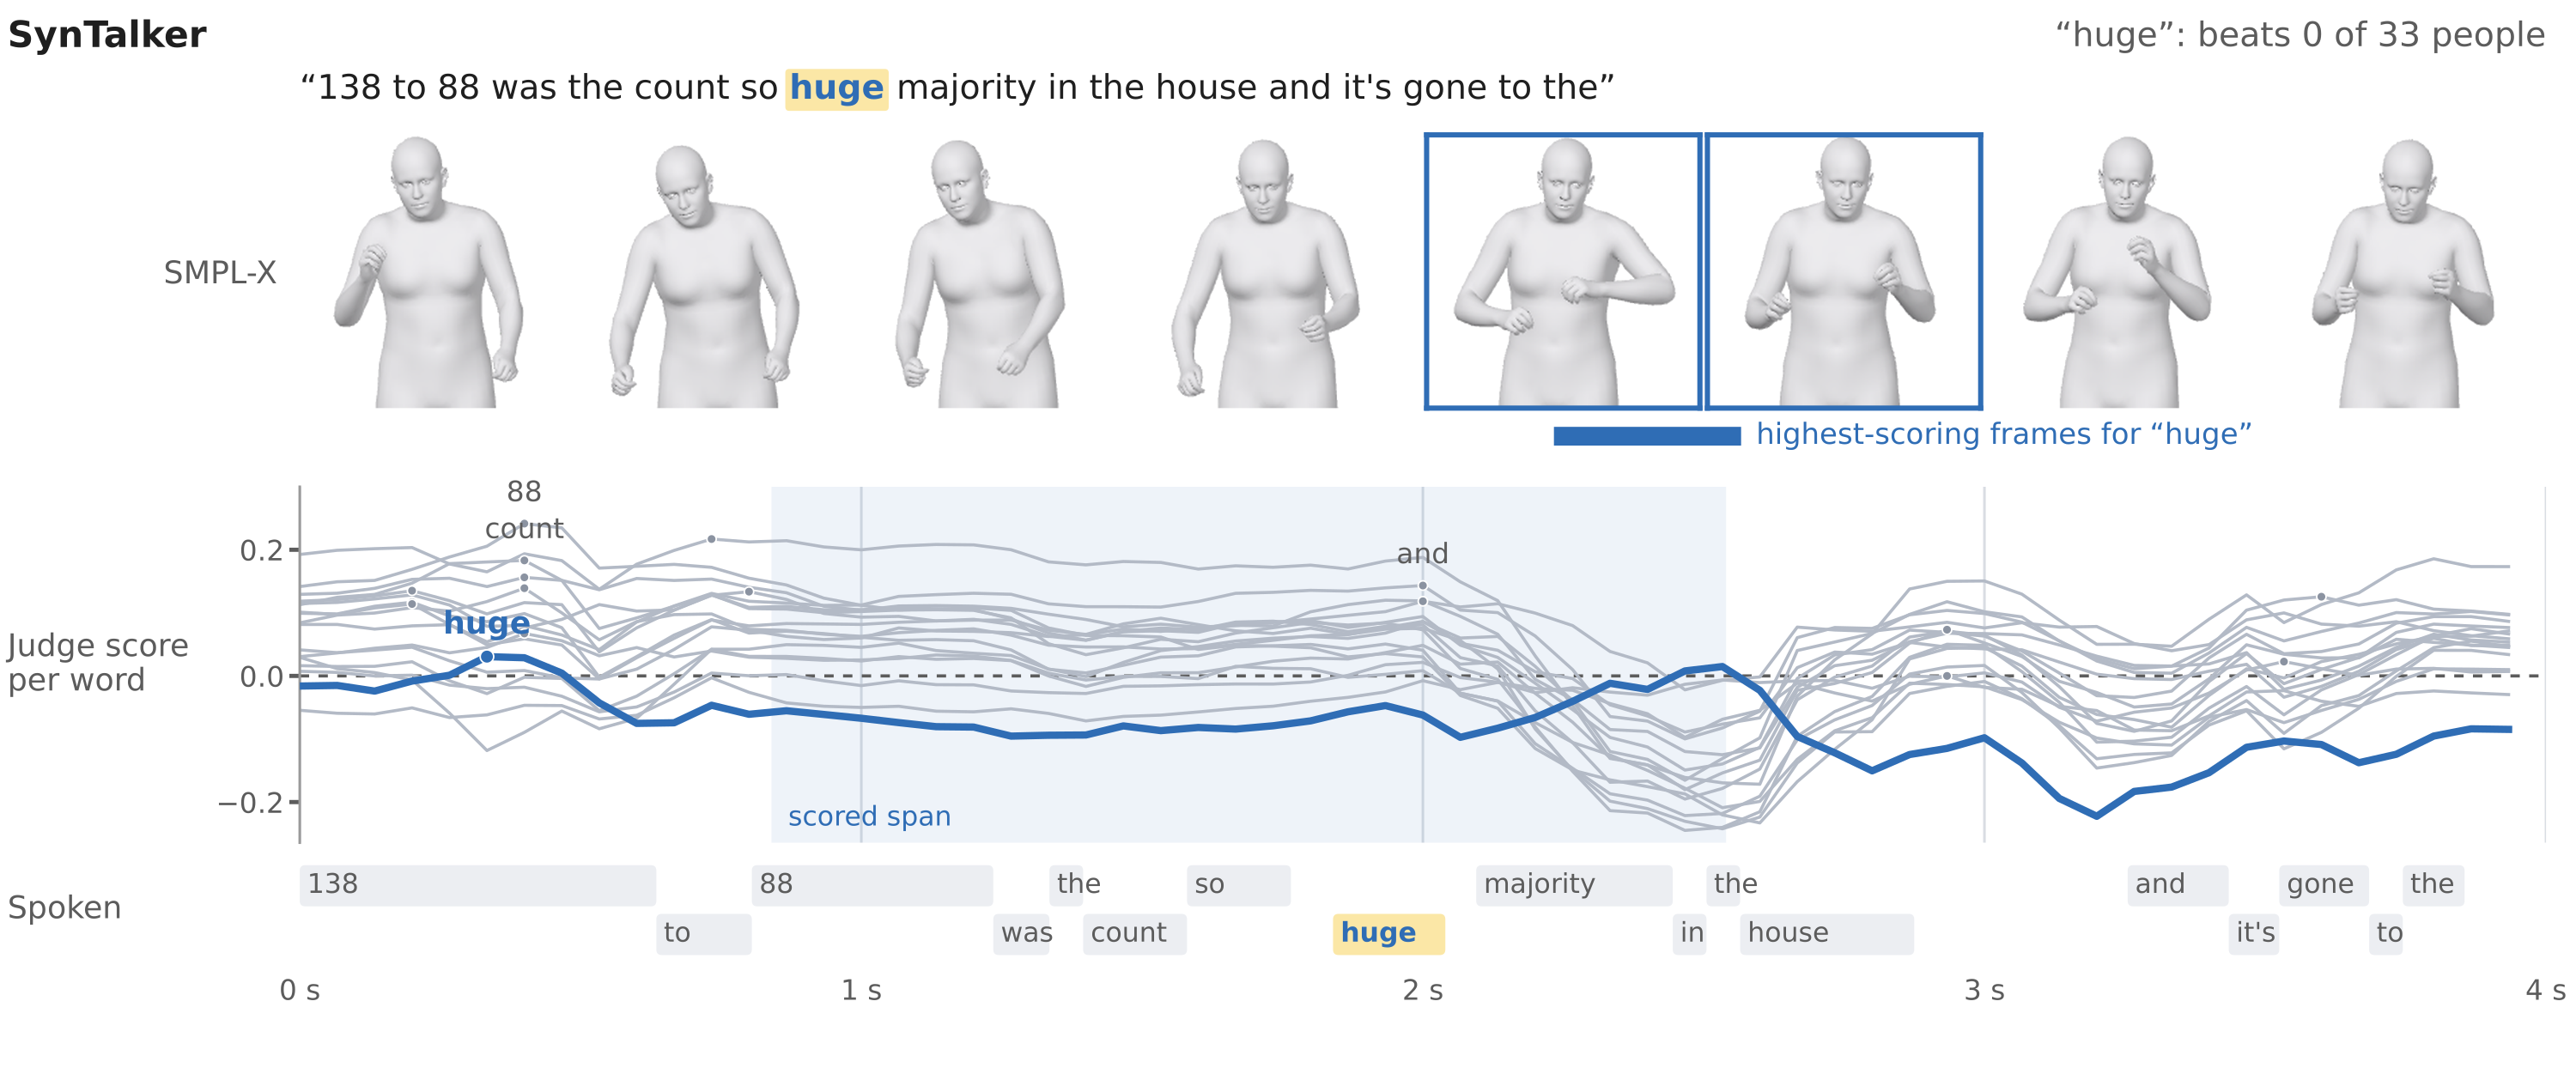 SynTalker
“huge”: beats 0 of 33 people
“138 to 88 was the count so huge majority in the house and it's gone to the”
SMPL-X
highest-scoring frames for “huge”
88
count
and
huge
0.2
0.0
−0.2
Judge score
per word
scored span
Spoken
138
88
the
so
majority
the
and
gone
the
to
was
count
huge
in
house
it's
to
0 s
1 s
2 s
3 s
4 s